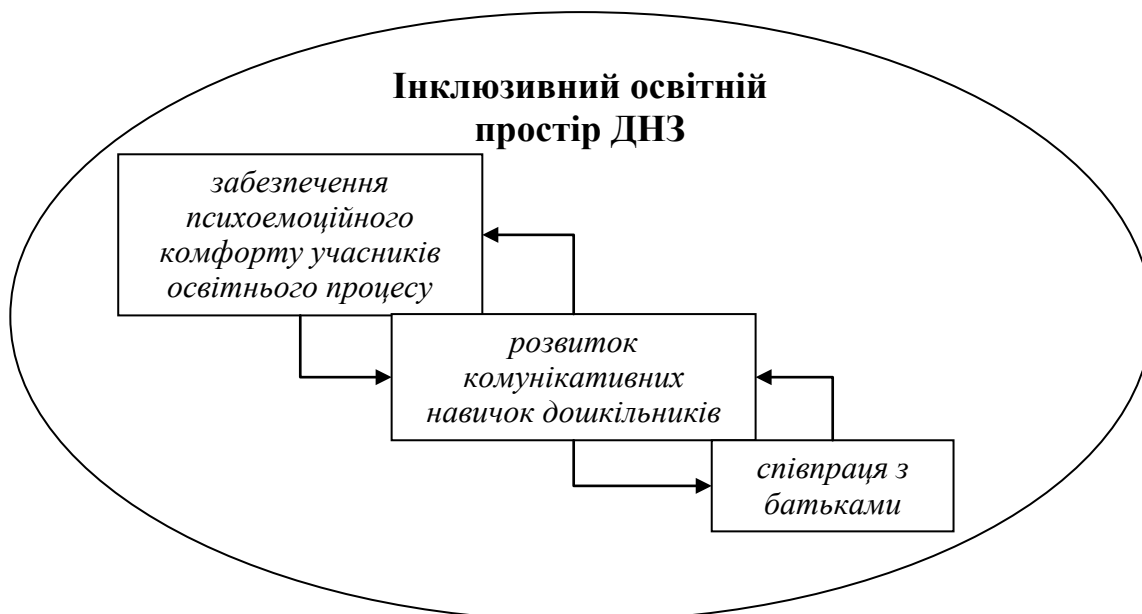 Інклюзивний освітній
простір ДНЗ
забезпечення
психоемоційного
комфорту учасників
освітнього процесу
розвиток
комунікативних
навичок дошкільників
співпраця з
батьками